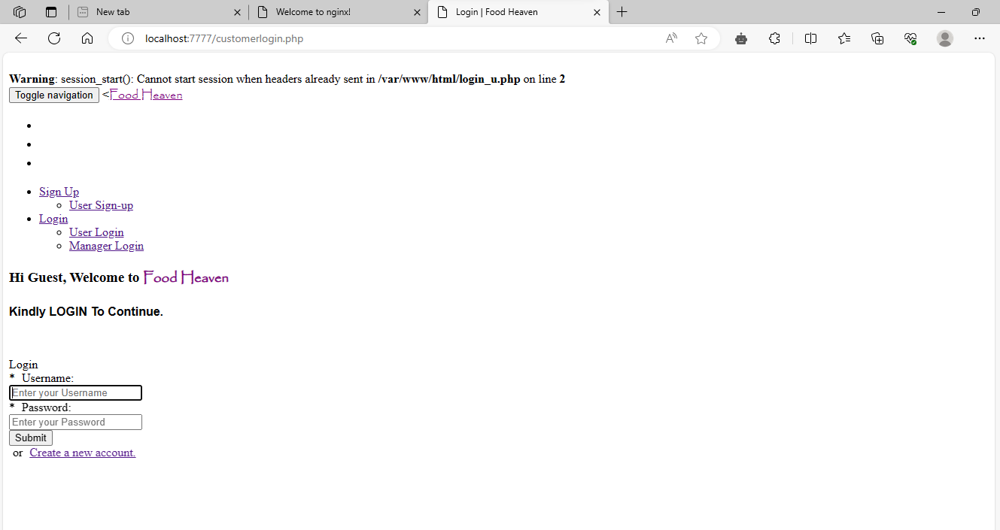 New tab
Welcome to nginx!
Login | Food Heaven
localhost:7777/customerlogin.php
Warning: session_start(): Cannot start session when headers already sent in /var/www/html/login_u.php on line 2
Toggle navigation <Food Heaven
Sign Up
User Sign-up
Login
User Login
Manager Login
Hi Guest, Welcome to Food Heaven
Kindly LOGIN To Continue.
Login
* Username:
Enter your Username
* Password:
Enter your Password
Submit
or Create a new account.